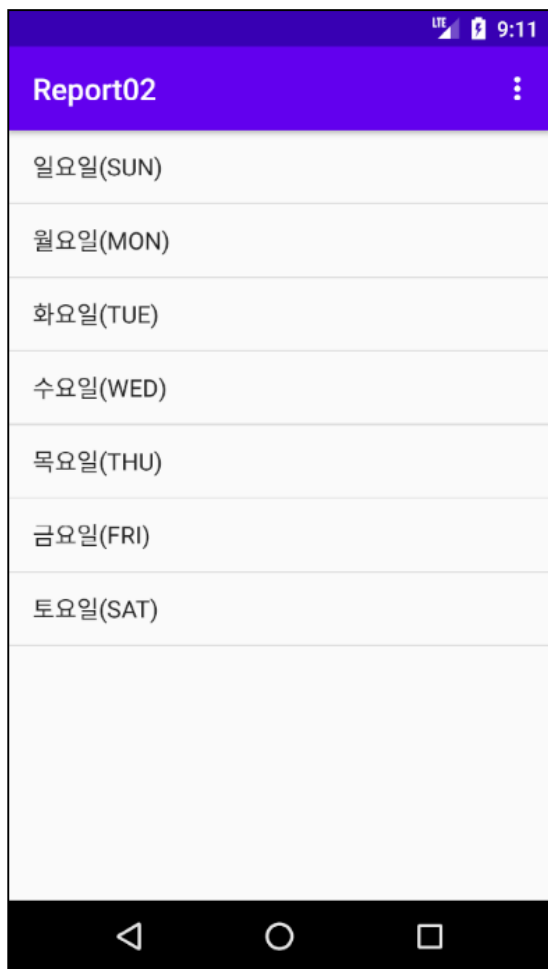 LTE 9:11
Report02
일요일(SUN)
월요일(MON)
화요일(TUE)
수요일(WED)
목요일(THU)
금요일(FRI)
토요일(SAT)